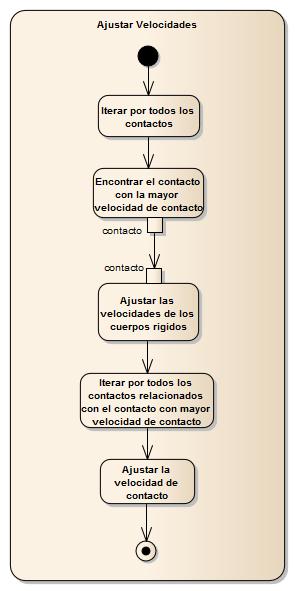 Ajustar Velocidades
Iterar por todos los
contactos
Encontrar el contacto
con la mayor
velocidad de contacto
contacto
contacto
Ajustar las
velocidades de los
cuerpos rigidos
Iterar por todos los
contactos relacionados
con el contacto con mayor
velocidad de contacto
Ajustar la
velocidad de
contacto